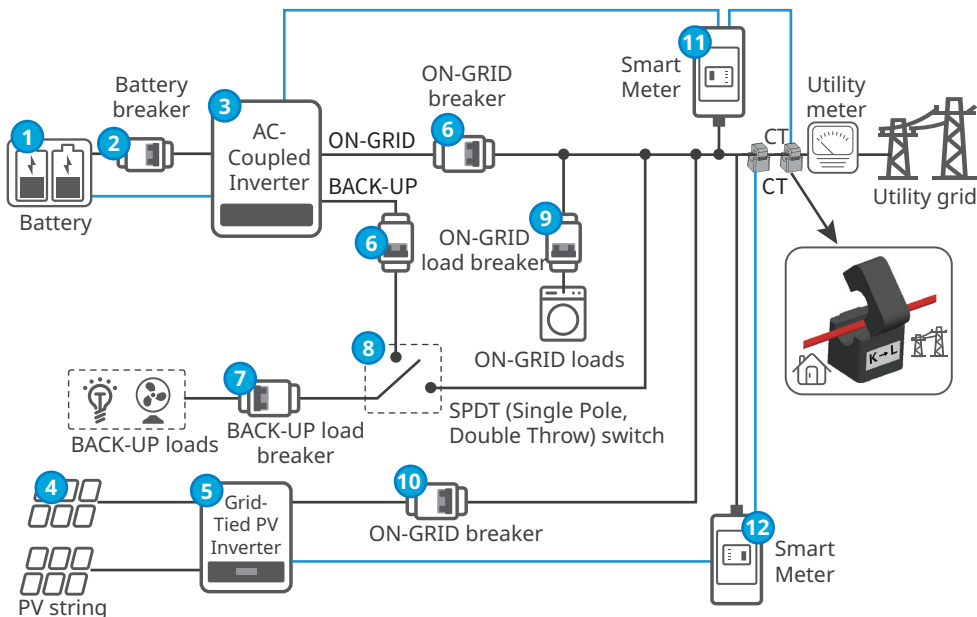 11
Smart
Meter
Utility
meter
ON-GRID
breaker
Battery
breaker
3
1
2
6
AC-
Coupled
Inverter
ON-GRID
BACK-UP
CT
CT
Utility grid
Battery
6
9
ON-GRID
load breaker
ON-GRID loads
K→L
8
7
SPDT (Single Pole,
Double Throw) switch
BACK-UP loads
BACK-UP load
breaker
4
5
10
Grid-
Tied PV
Inverter
ON-GRID breaker
12
Smart
Meter
PV string